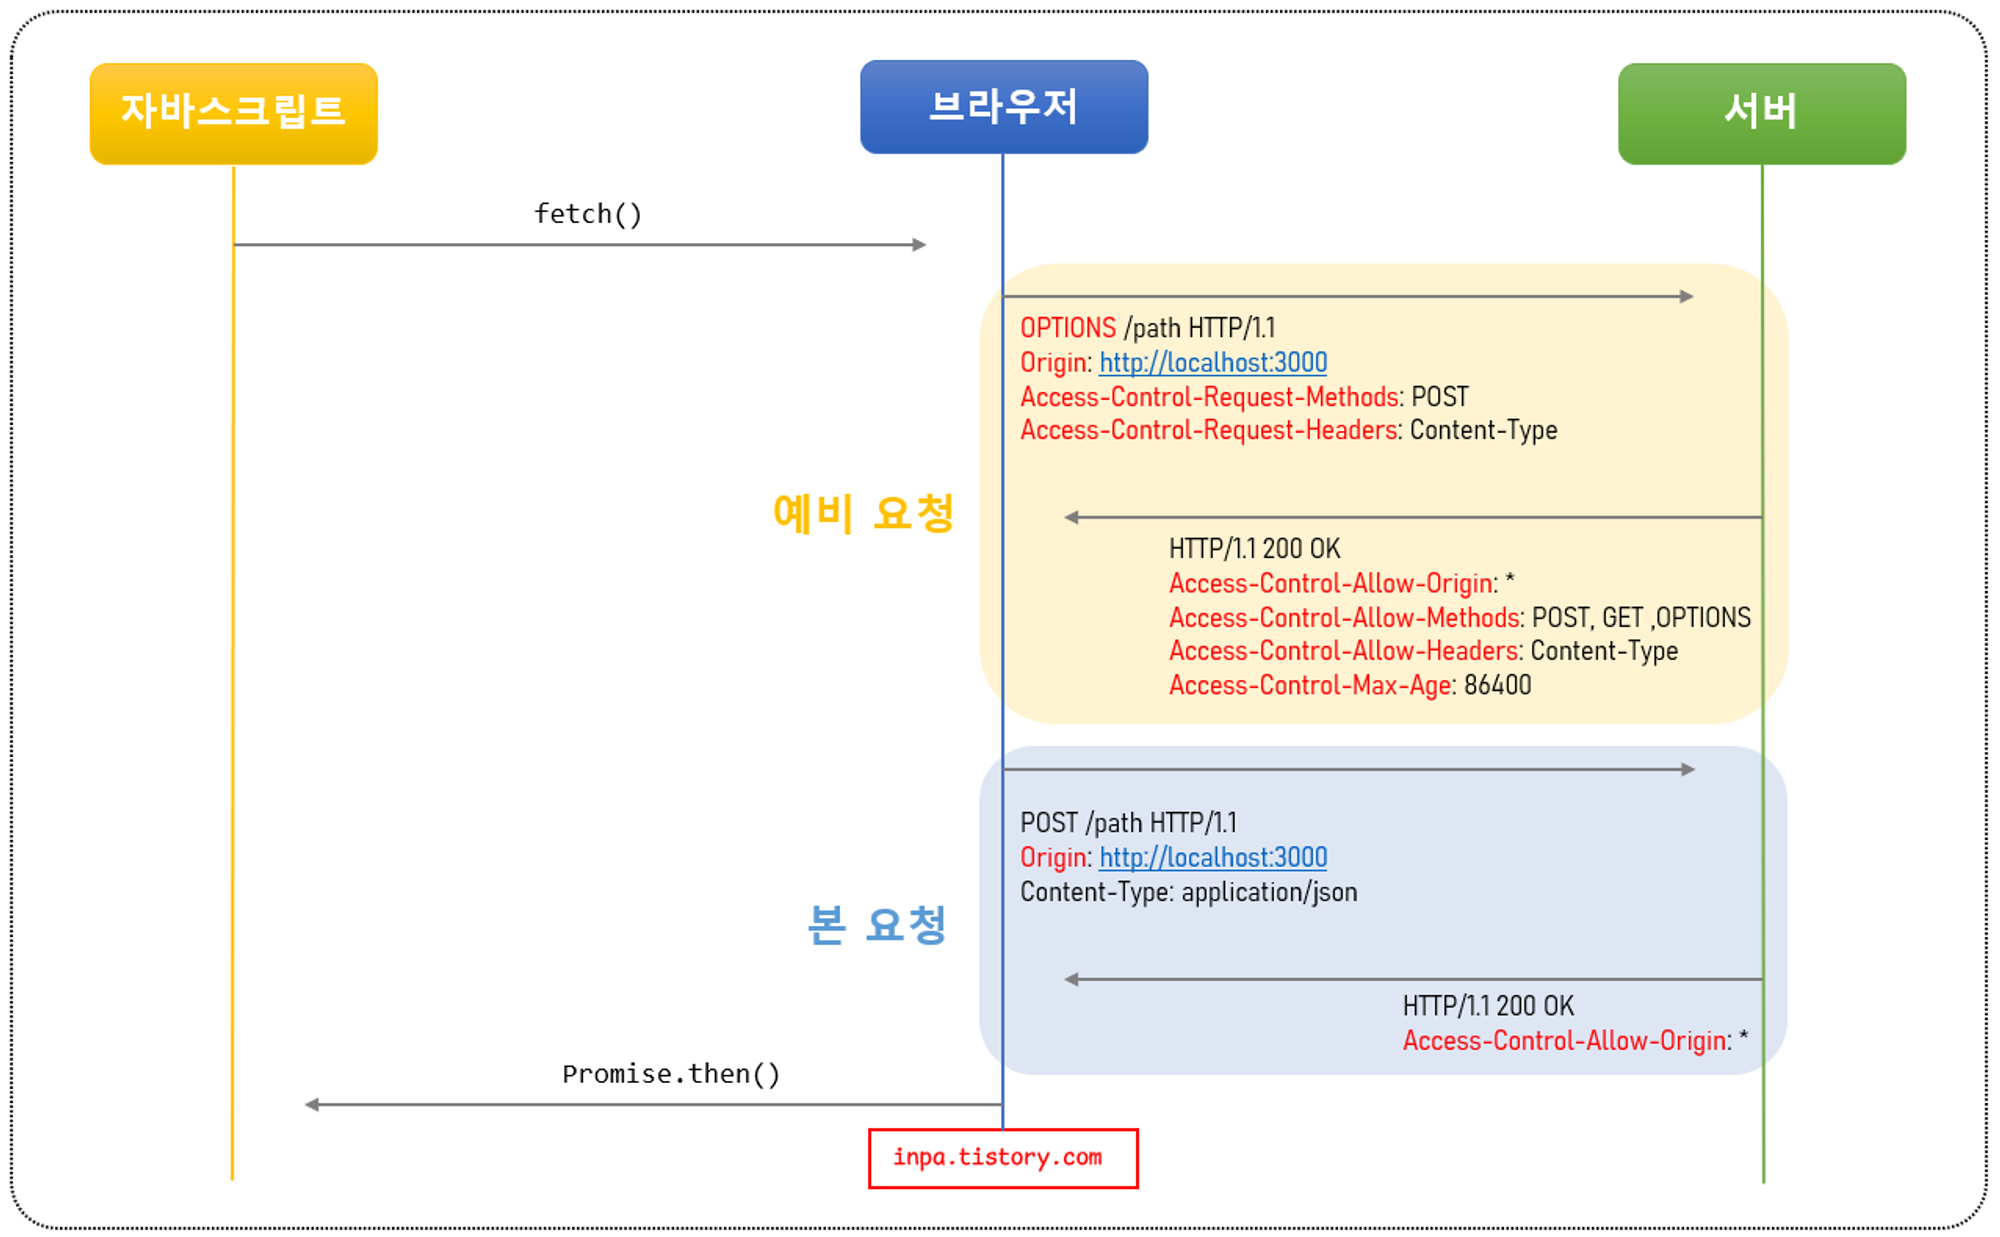 자바스크립트
브라우저
서버
fetch()
OPTIONS /path HTTP/1.1
Origin: http://localhost:3000
Access-Control-Request-Methods: POST
Access-Control-Request-Headers: Content-Type
예비 요청
HTTP/1.1 200 OK
Access-Control-Allow-Origin: *
Access-Control-Allow-Methods: POST, GET ,OPTIONS
Access-Control-Allow-Headers: Content-Type
Access-Control-Max-Age: 86400
POST /path HTTP/1.1
Origin: http://localhost:3000
Content-Type: application/json
본 요청
HTTP/1.1 200 OK
Access-Control-Allow-Origin: *
Promise.then()
inpa.tistory.com